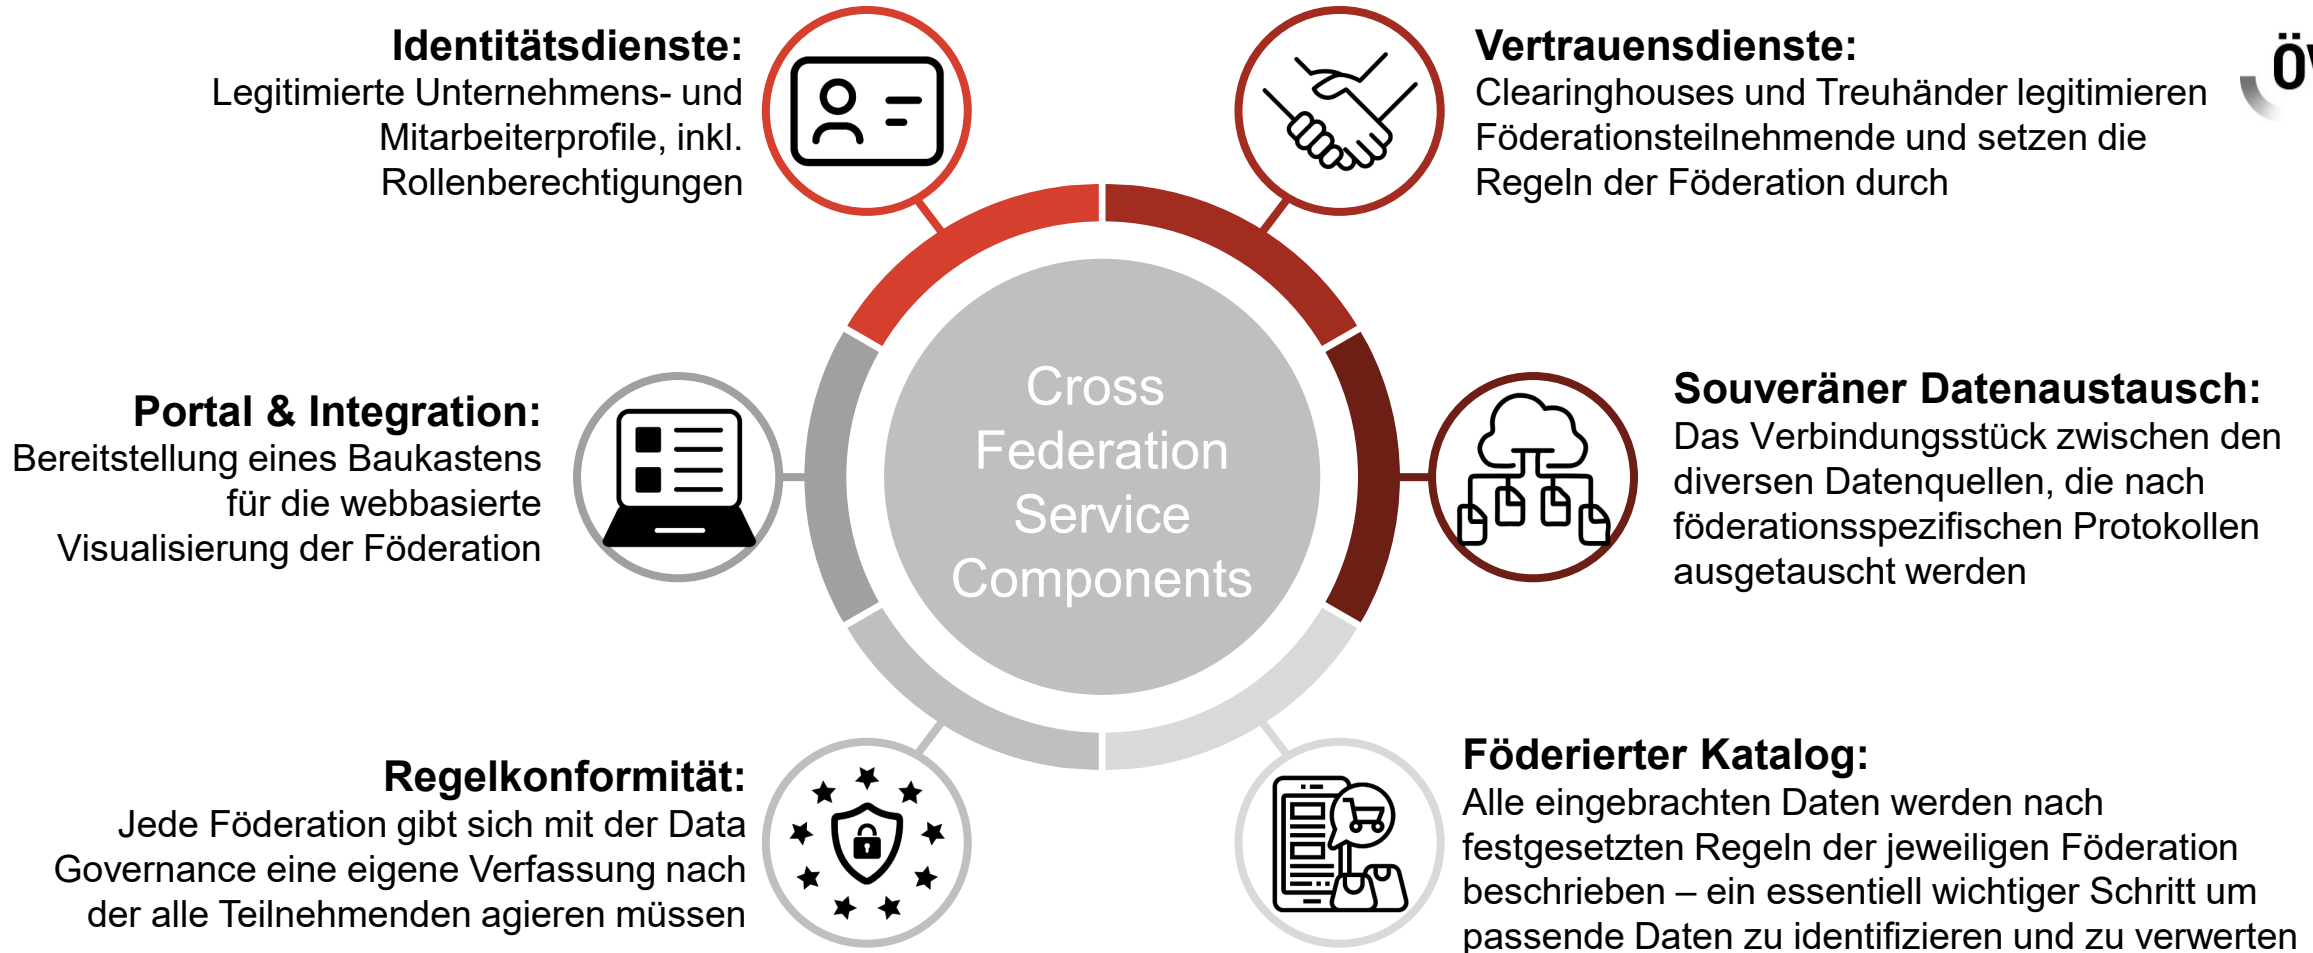 Identitätsdienste:
Legitimierte Unternehmens- und
Mitarbeiterprofile, inkl.
Rollenberechtigungen
Vertrauensdienste:
Clearinghouses und Treuhänder legitimieren
Föderationsteilnehmende und setzen die
Regeln der Föderation durch
Portal & Integration:
Bereitstellung eines Baukastens
für die webbasierte
Visualisierung der Föderation
Cross
Federation
Service
Components
Souveräner Datenaustausch:
Das Verbindungsstück zwischen den
diversen Datenquellen, die nach
föderationsspezifischen Protokollen
ausgetauscht werden
Regelkonformität:
Jede Föderation gibt sich mit der Data
Governance eine eigene Verfassung nach
der alle Teilnehmenden agieren müssen
Föderierter Katalog:
Alle eingebrachten Daten werden nach
festgesetzten Regeln der jeweiligen Föderation
beschrieben – ein essentiell wichtiger Schritt um
passende Daten zu identifizieren und zu verwerten